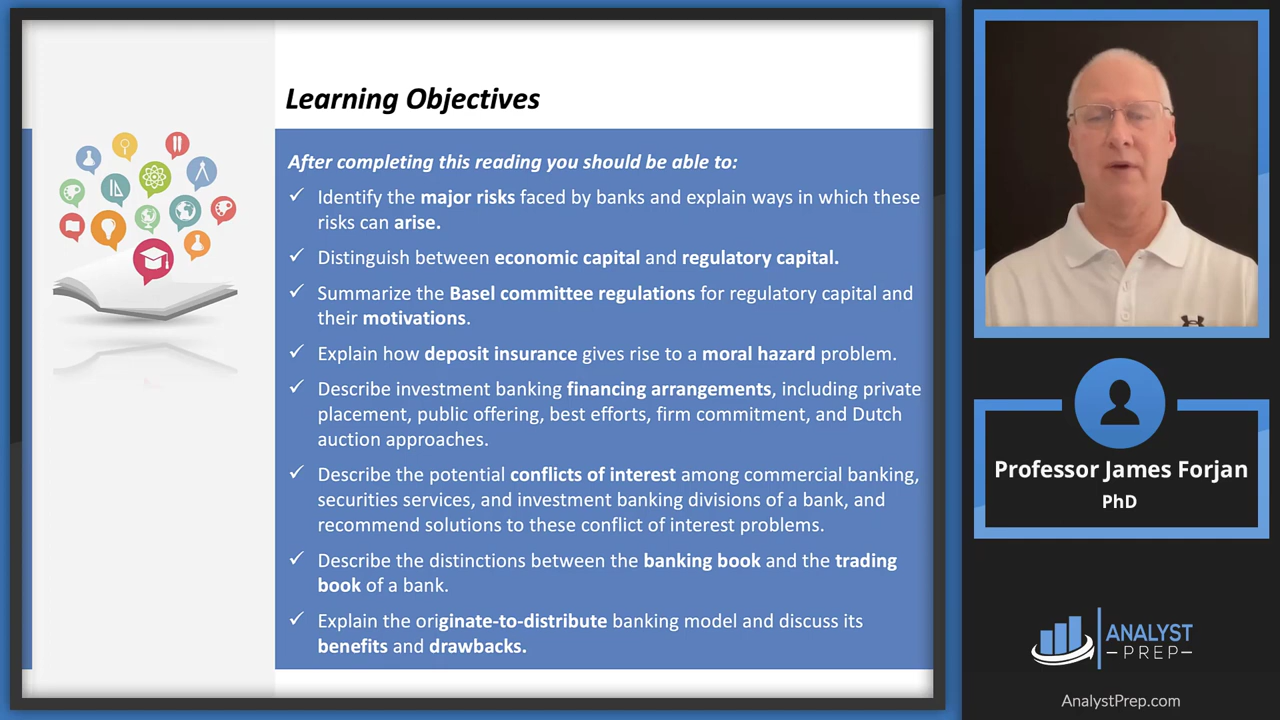 Learning Objectives
After completing this reading you should be able to:
✓ Identify the major risks faced by banks and explain ways in which these
risks can arise.
✓ Distinguish between economic capital and regulatory capital.
✓ Summarize the Basel committee regulations for regulatory capital and
their motivations.
✓ Explain how deposit insurance gives rise to a moral hazard problem.
✓ Describe investment banking financing arrangements, including private
placement, public offering, best efforts, firm commitment, and Dutch
auction approaches.
✓ Describe the potential conflicts of interest among commercial banking,
securities services, and investment banking divisions of a bank, and
recommend solutions to these conflict of interest problems.
✓ Describe the distinctions between the banking book and the trading
book of a bank.
✓ Explain the originate-to-distribute banking model and discuss its
benefits and drawbacks.
Professor James Forjan
PhD
ANALYST
PREP
AnalystPrep.com